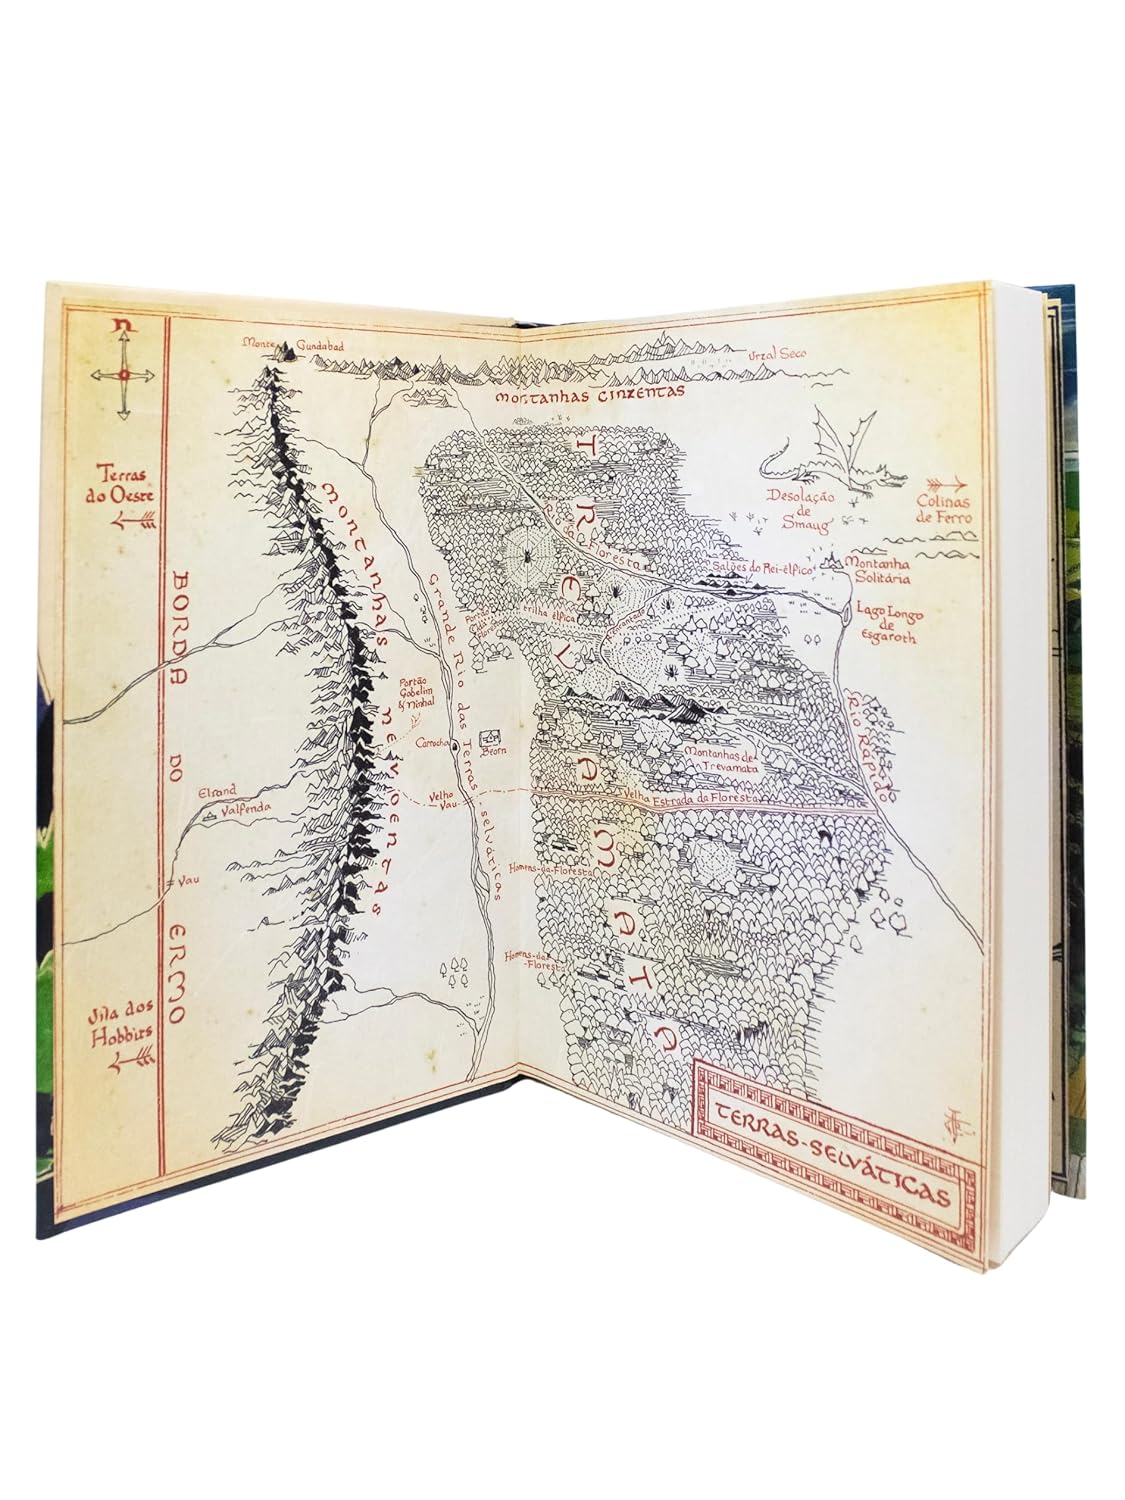 n
Monte Gundabad
Urzal Seco
MONTANHAS CINZENTAS
TREVAMATA
Terras
do Oeste
Montanhas Nevoentas
Rio da Floresta
Desolação
de
Smaug
Colinas
de Ferro
Salões do Rei-élfico
Montanha
Solitária
BORDA DO ERMO
Grande Rio das Terras-selváticas
trilha élfica
Lago Longo
de
Esgaroth
Portão
Gobelim
& Ninhal
Carrocha
Beorn
Rio Rápido
Montanhas de
Trevamata
Elrond
Valfenda
Velho
Vau
Velha Estrada da Floresta
Vau
Homens-da-Floresta
Homens-da-
-Floresta
Vila dos
Hobbits
TERRAS-SELVÁTICAS